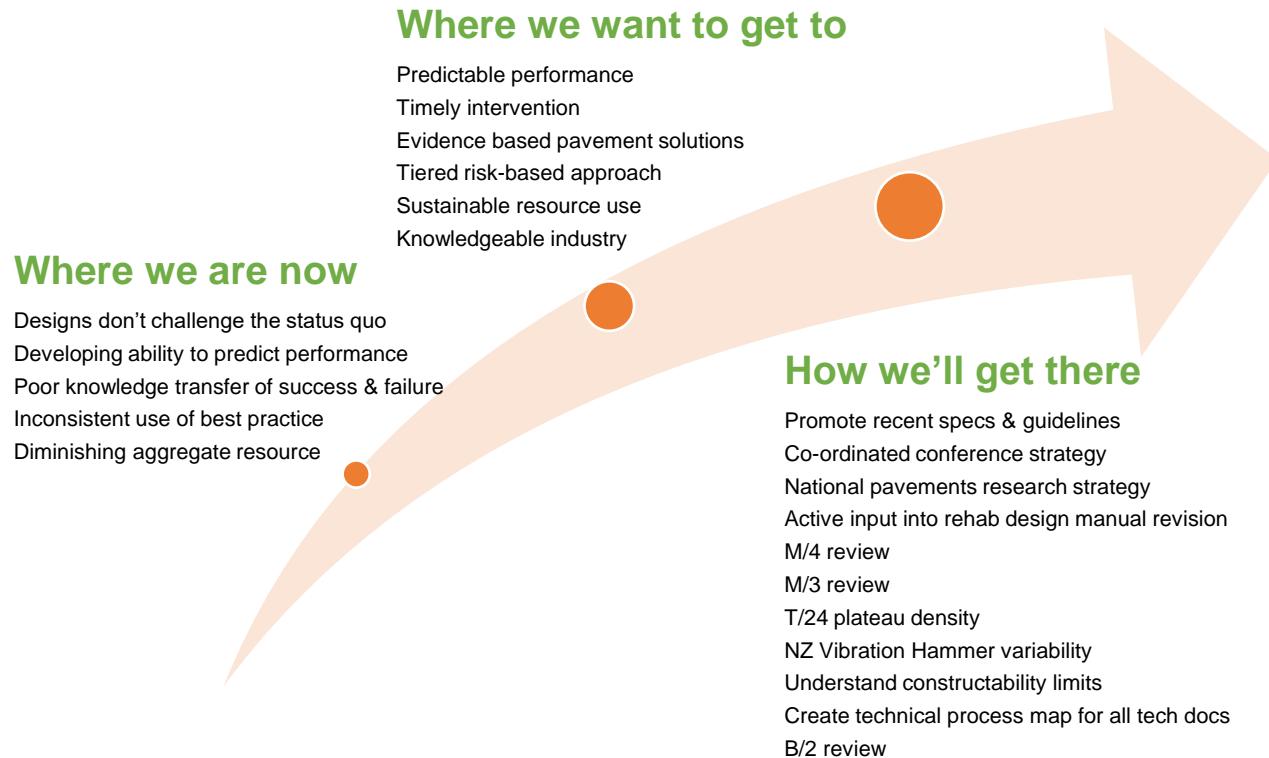 Where we want to get to
Predictable performance
Timely intervention
Evidence based pavement solutions
Tiered risk-based approach
Sustainable resource use
Knowledgeable industry
Where we are now
Designs don’t challenge the status quo
Developing ability to predict performance
Poor knowledge transfer of success & failure
Inconsistent use of best practice
Diminishing aggregate resource
How we’ll get there
Promote recent specs & guidelines
Co-ordinated conference strategy
National pavements research strategy
Active input into rehab design manual revision
M/4 review
M/3 review
T/24 plateau density
NZ Vibration Hammer variability
Understand constructability limits
Create technical process map for all tech docs
B/2 review